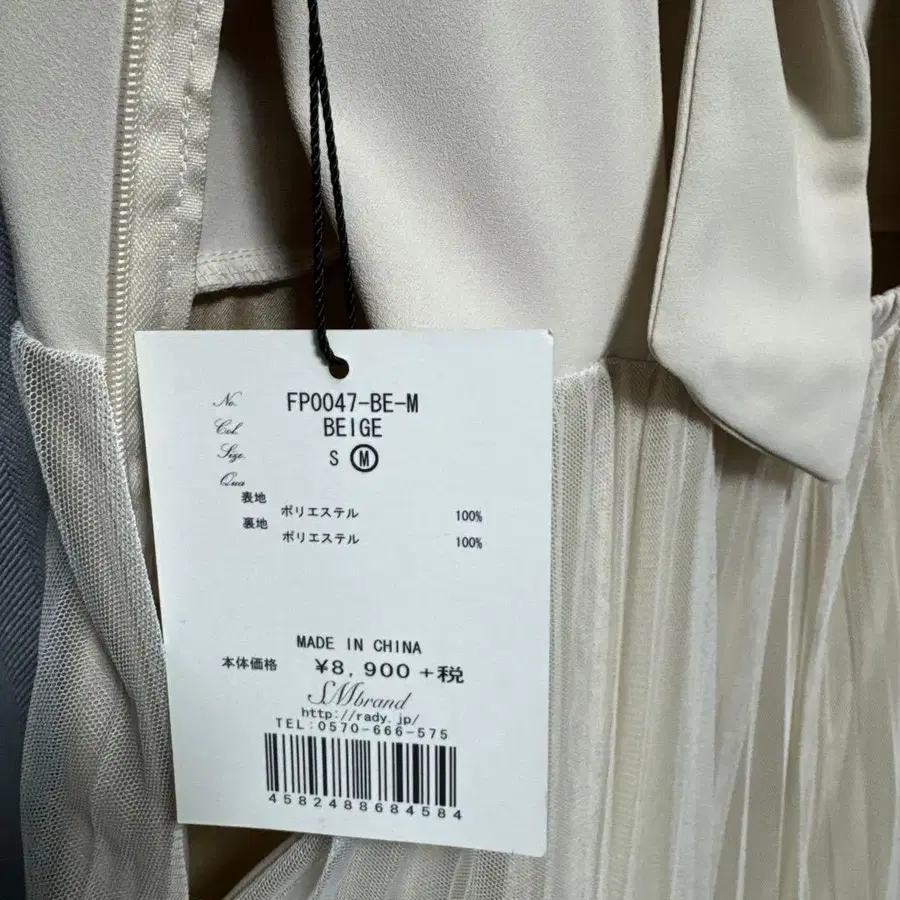 No. FP0047-BE-M
Col. BEIGE
Size. S M
Qua
表地
ポリエステル 100%
裏地
ポリエステル 100%
MADE IN CHINA
本体価格 ¥8,900+税
SMbrand
http://rady.jp/
TEL:0570-666-575
4582488684584